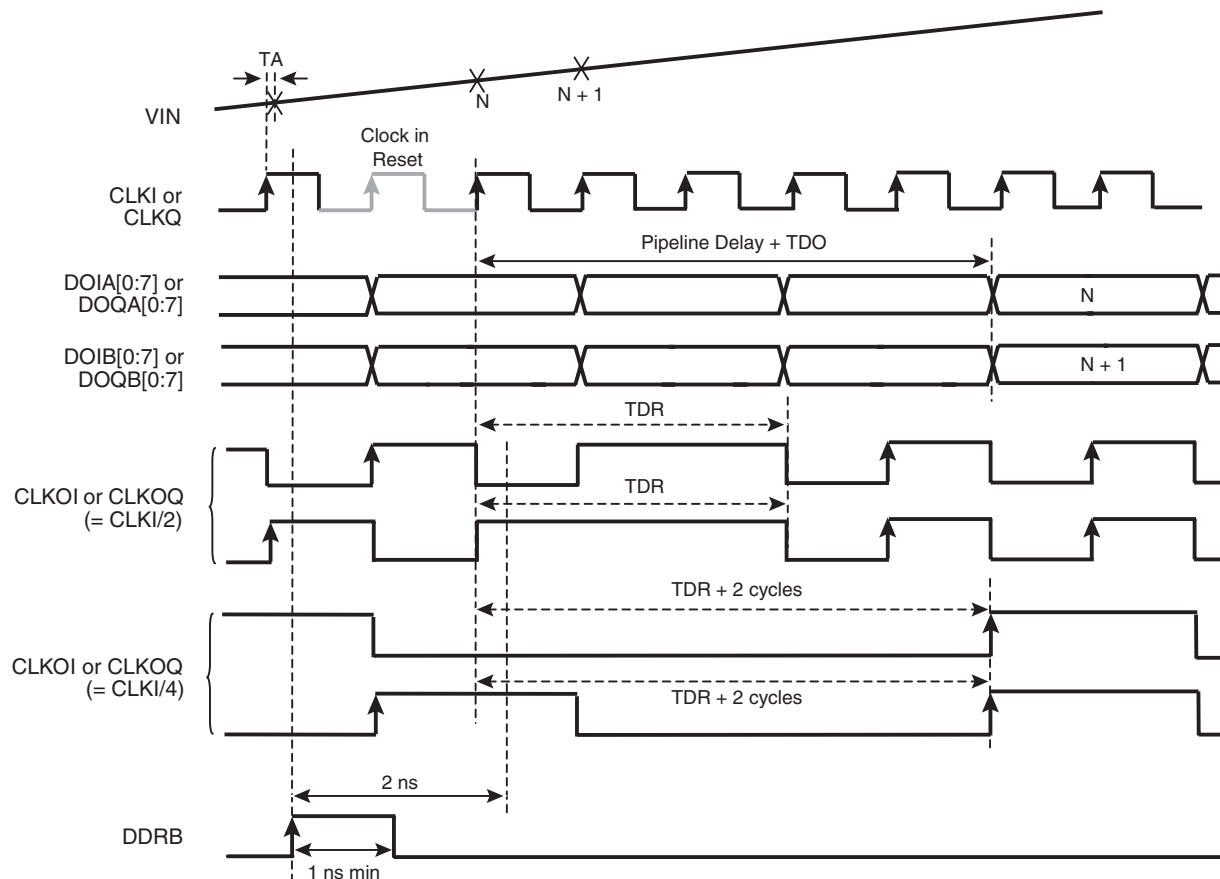 TA
VIN
N
N + 1
Clock in
Reset
CLKI or
CLKQ
Pipeline Delay + TDO
DOIA[0:7] or
DOQA[0:7]
N
DOIB[0:7] or
DOQB[0:7]
N + 1
TDR
CLKOI or CLKOQ
(= CLKI/2)
TDR
TDR + 2 cycles
CLKOI or CLKOQ
(= CLKI/4)
TDR + 2 cycles
2 ns
DDRB
1 ns min